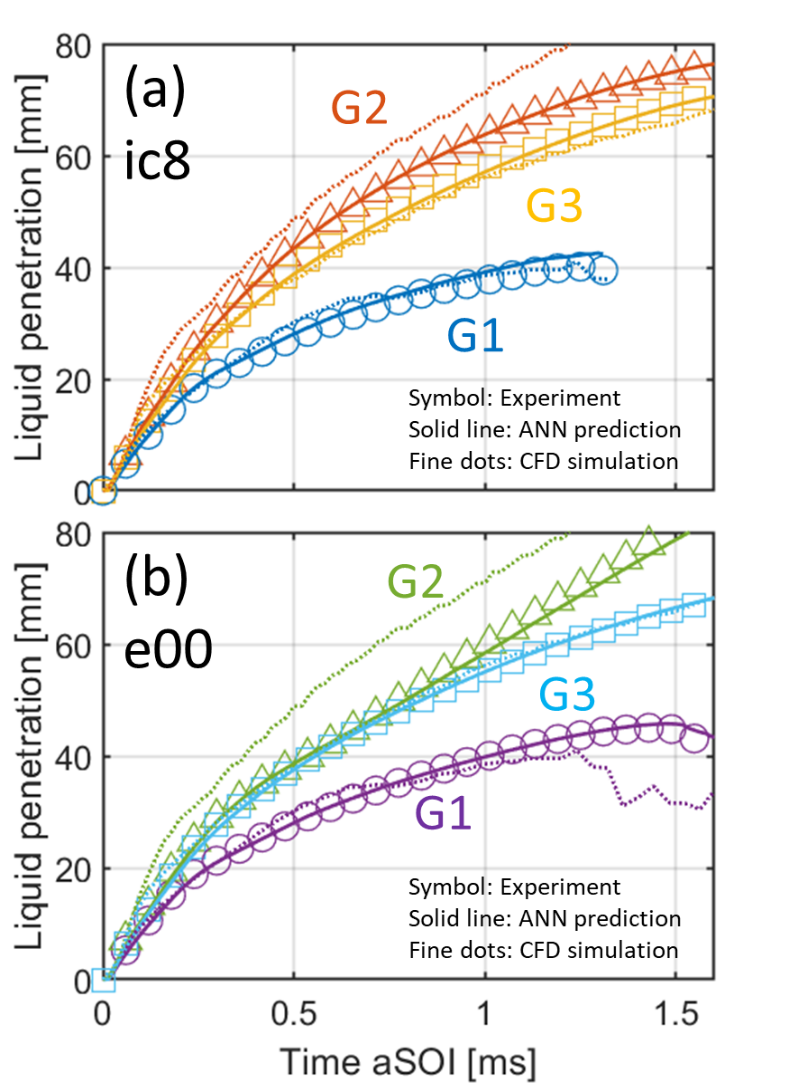 80
(a)
ic8
G2
60
G3
40
G1
20
Symbol: Experiment
Solid line: ANN prediction
Fine dots: CFD simulation
0
Liquid penetration [mm]
80
(b)
e00
G2
60
G3
40
G1
20
Symbol: Experiment
Solid line: ANN prediction
Fine dots: CFD simulation
0
Liquid penetration [mm]
0 0.5 1 1.5
Time aSOI [ms]